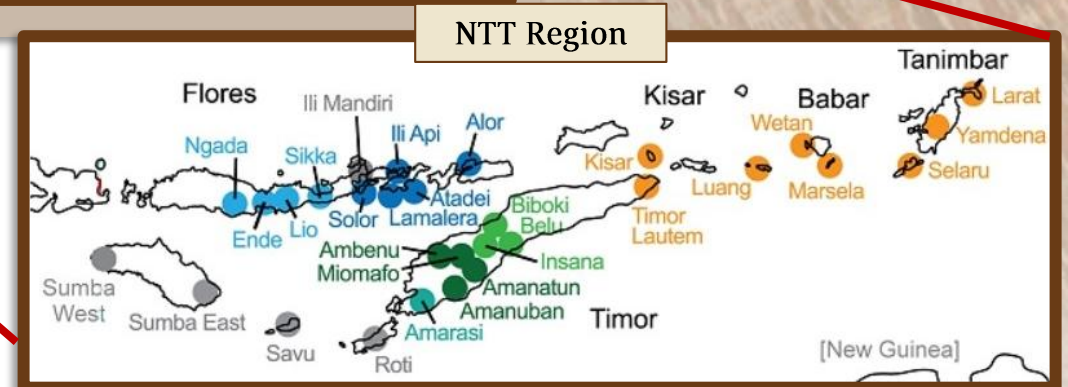 NTT Region
Tanimbar
Flores
Ili Mandiri
Kisar
Babar
Larat
Ngada
Sikka
Ili Api
Alor
Wetan
Yamdena
Kisar
Luang
Marsela
Selaru
Ende
Lio
Solor
Lamalera
Atadei
Biboki
Belu
Timor
Lautem
Ambenu
Miomafo
Insana
Amanatun
Amanuban
Sumba
West
Sumba East
Savu
Roti
Amarasi
Timor
[New Guinea]